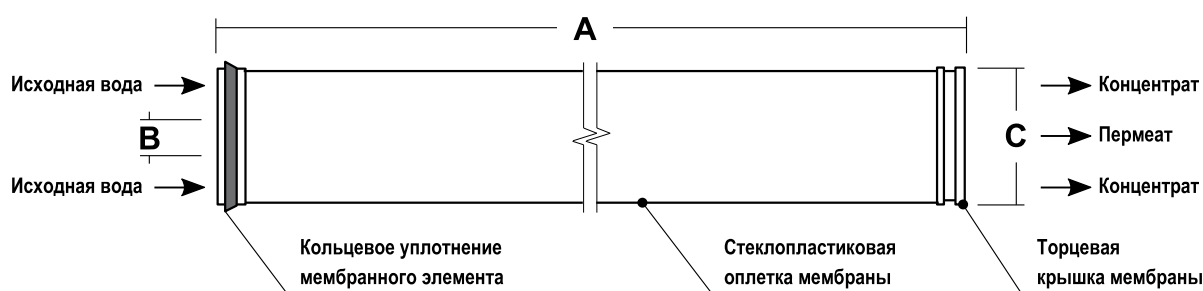 A
Исходная вода
Концентрат
B
C
Пермеат
Исходная вода
Концентрат
Кольцевое уплотнение
мембранного элемента
Стеклопластиковая
оплетка мембраны
Торцевая
крышка мембраны